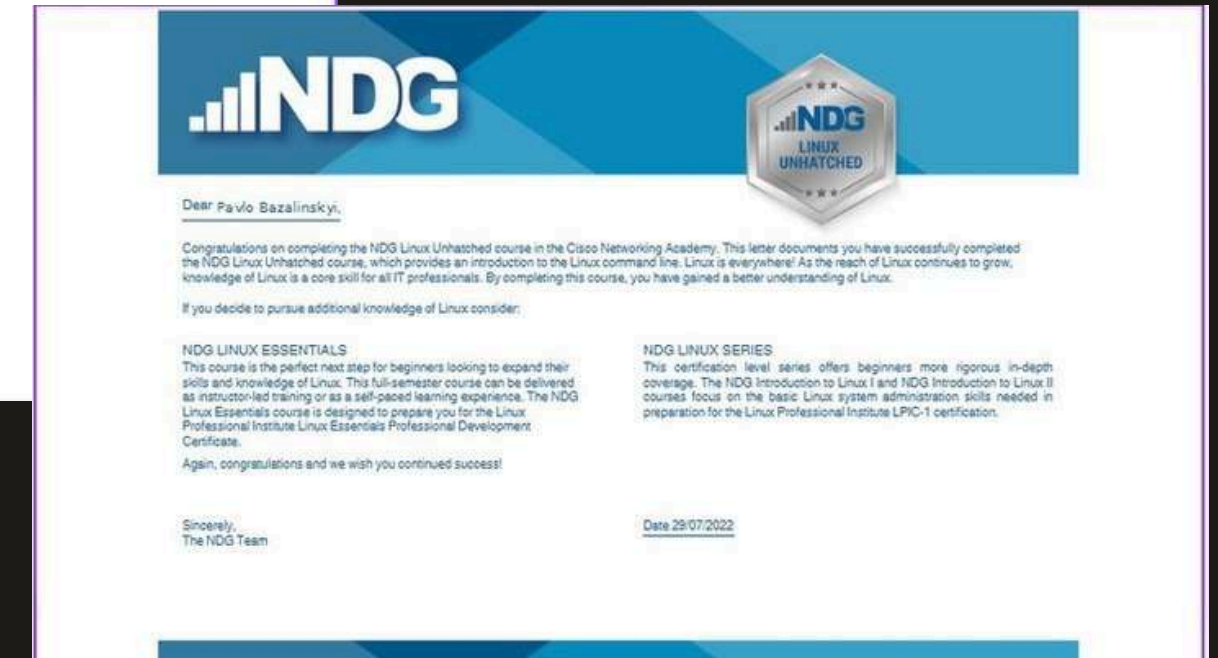 NDG
NDG
LINUX
UNHATCHED
Dear Pavlo Bazalinskyi,
Congratulations on completing the NDG Linux Unhatched course in the Cisco Networking Academy. This letter documents you have successfully completed
the NDG Linux Unhatched course, which provides an introduction to the Linux command line. Linux is everywhere! As the reach of Linux continues to grow,
knowledge of Linux is a core skill for all IT professionals. By completing this course, you have gained a better understanding of Linux.
If you decide to pursue additional knowledge of Linux consider:
NDG LINUX ESSENTIALS
This course is the perfect next step for beginners looking to expand their
skills and knowledge of Linux. This full-semester course can be delivered
as instructor-led training or as a self-paced learning experience. The NDG
Linux Essentials course is designed to prepare you for the Linux
Professional Institute Linux Essentials Professional Development
Certificate.
Again, congratulations and we wish you continued success!
NDG LINUX SERIES
This certification level series offers beginners more rigorous in-depth
coverage. The NDG Introduction to Linux I and NDG Introduction to Linux II
courses focus on the basic Linux system administration skills needed in
preparation for the Linux Professional Institute LPIC-1 certification.
Sincerely,
The NDG Team
Date 29/07/2022